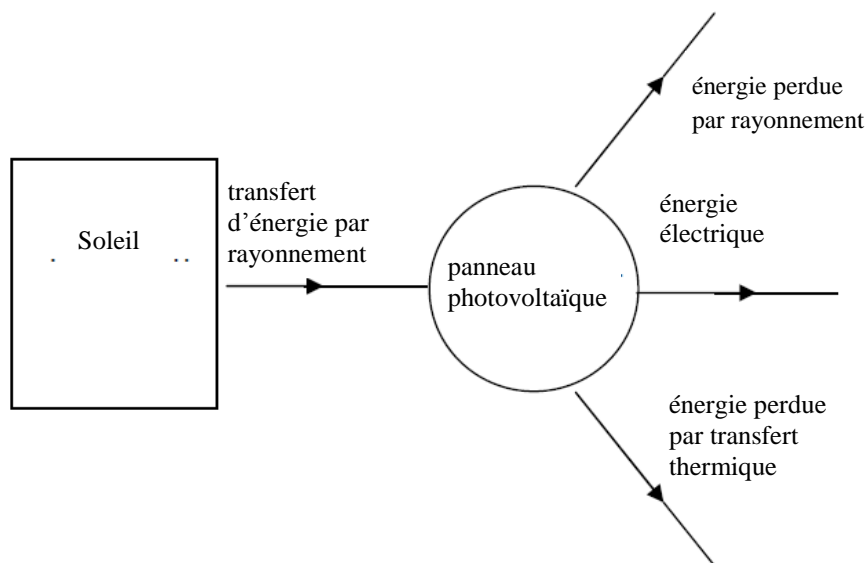 Soleil
transfert
d’énergie par
rayonnement
panneau
photovoltaïque
énergie perdue
par rayonnement
énergie
électrique
énergie perdue
par transfert
thermique